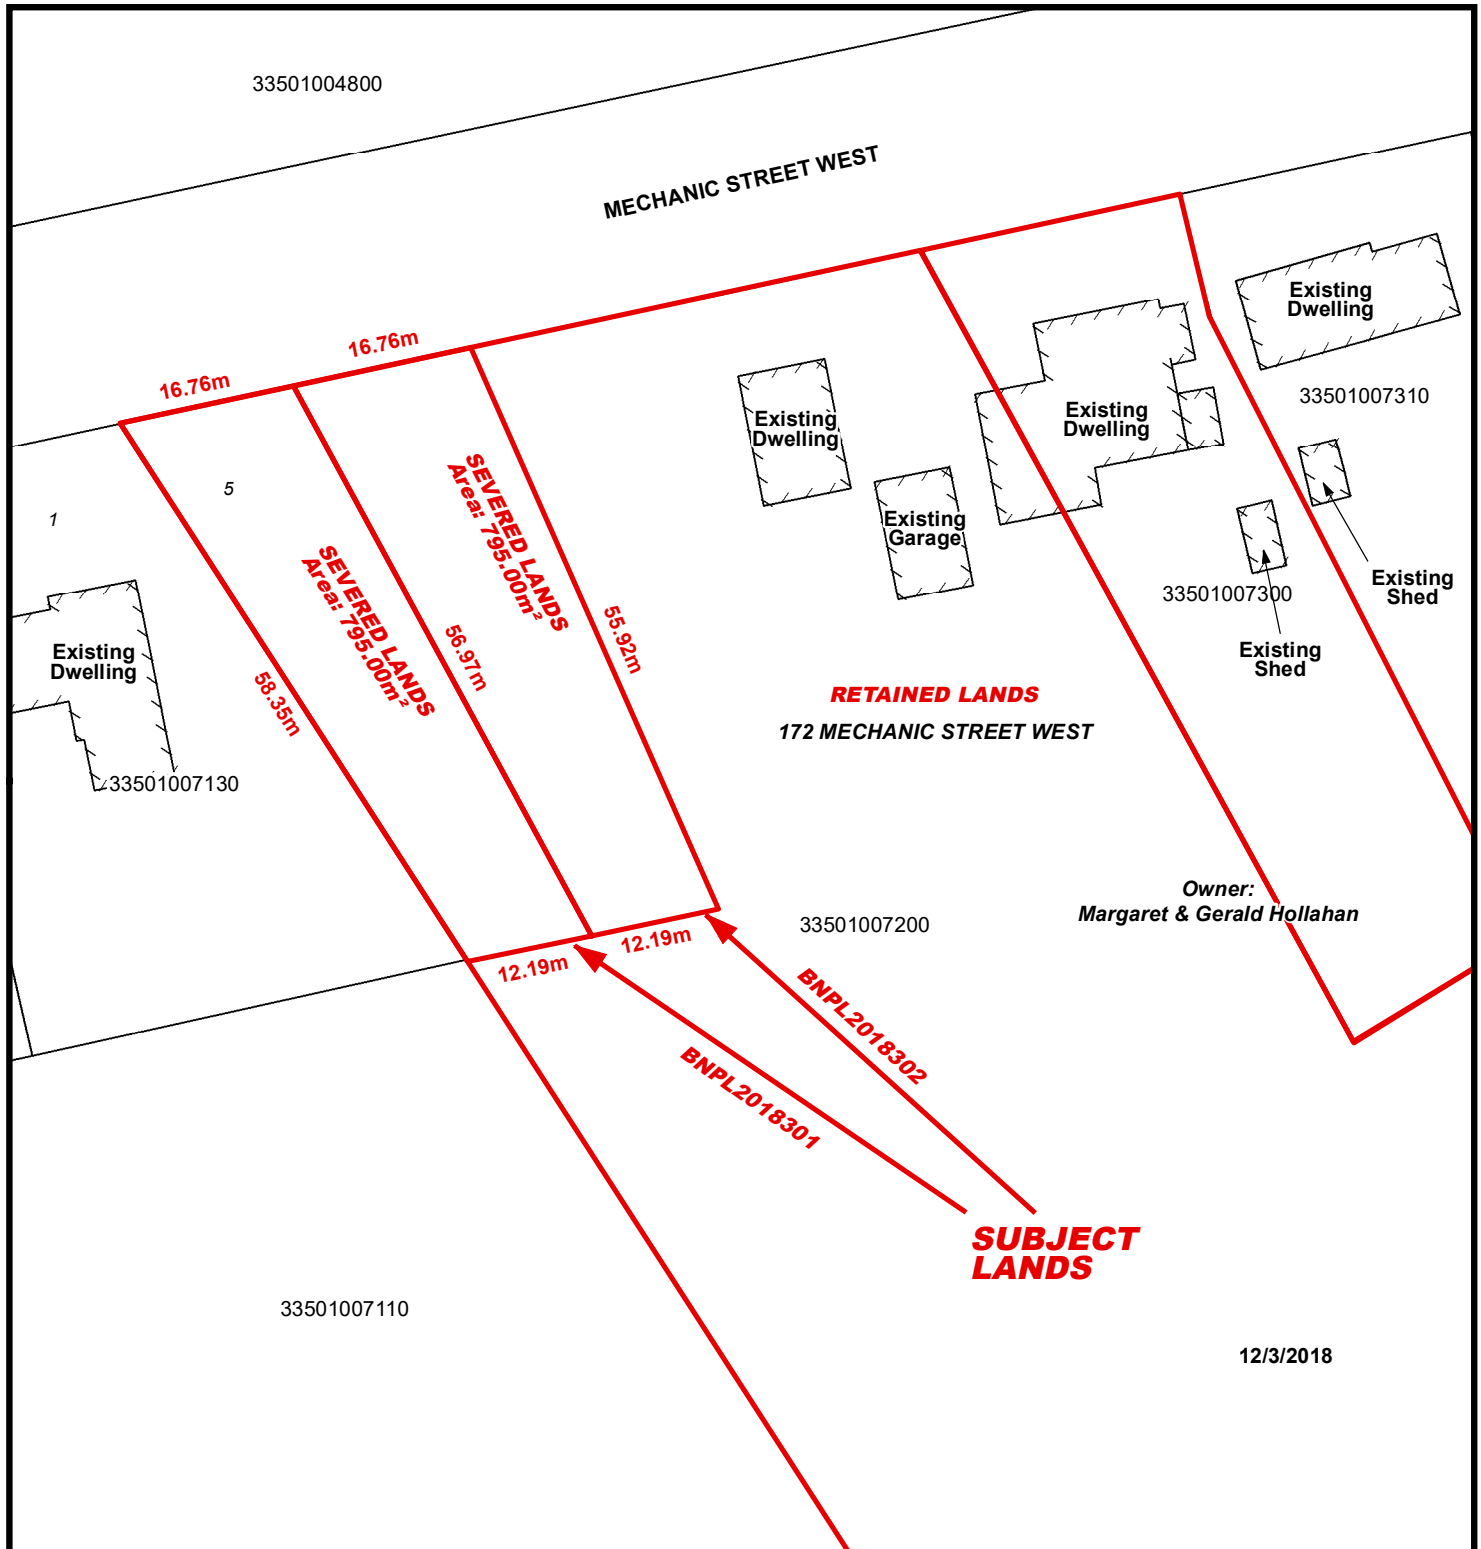 33501004800
MECHANIC STREET WEST
16.76m
16.76m
Existing
Dwelling
33501007310
Existing
Dwelling
Existing
Dwelling
5
1
SEVERED LANDS
Area: 795.00m²
SEVERED LANDS
Area: 795.00m²
Existing
Garage
Existing
Shed
33501007300
Existing
Shed
55.92m
56.97m
58.35m
Existing
Dwelling
33501007130
RETAINED LANDS
172 MECHANIC STREET WEST
Owner:
Margaret & Gerald Hollahan
33501007200
12.19m
12.19m
BNPL2018302
BNPL2018301
SUBJECT
LANDS
33501007110
12/3/2018